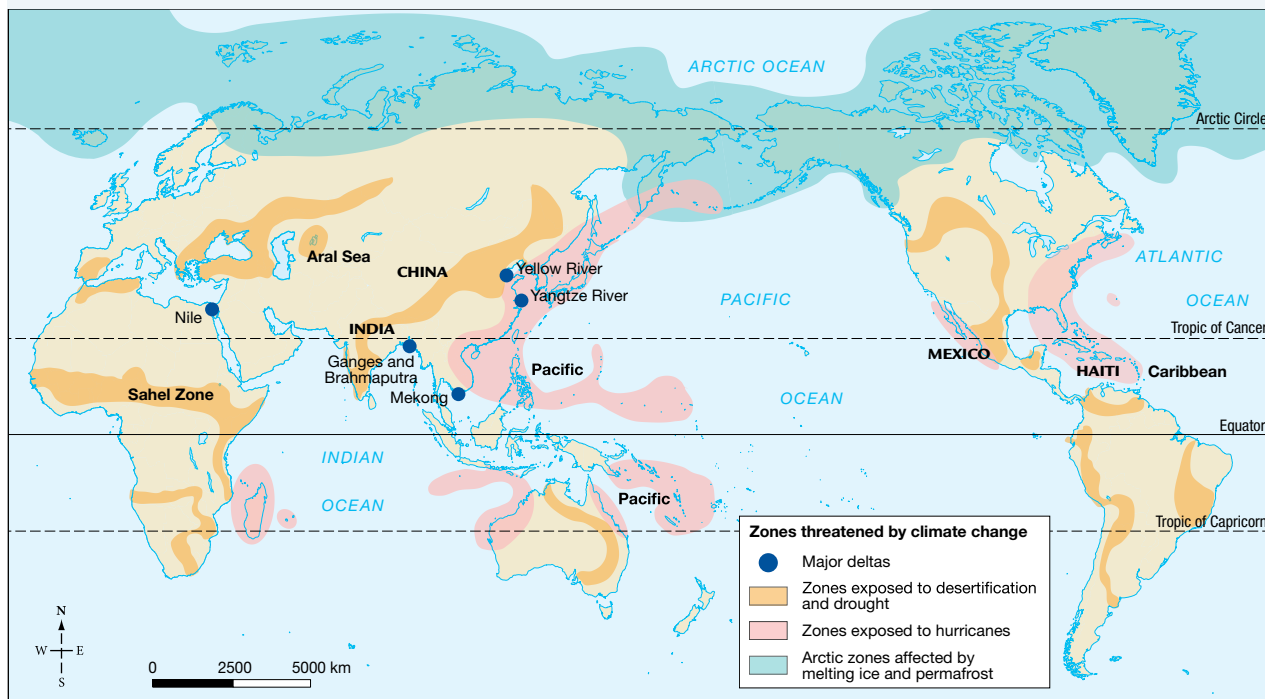 ARCTIC OCEAN
Arctic Circle
Aral Sea
CHINA
Yellow River
Yangtze River
PACIFIC
ATLANTIC
OCEAN
Nile
INDIA
Tropic of Cancer
Ganges and
Brahmaputra
MEXICO
Pacific
HAITI
Caribbean
Sahel Zone
Mekong
OCEAN
Equator
INDIAN
OCEAN
Pacific
Tropic of Capricorn
Zones threatened by climate change
Major deltas
Zones exposed to desertification
and drought
Zones exposed to hurricanes
Arctic zones affected by
melting ice and permafrost
N
W
E
S
0 2500 5000 km